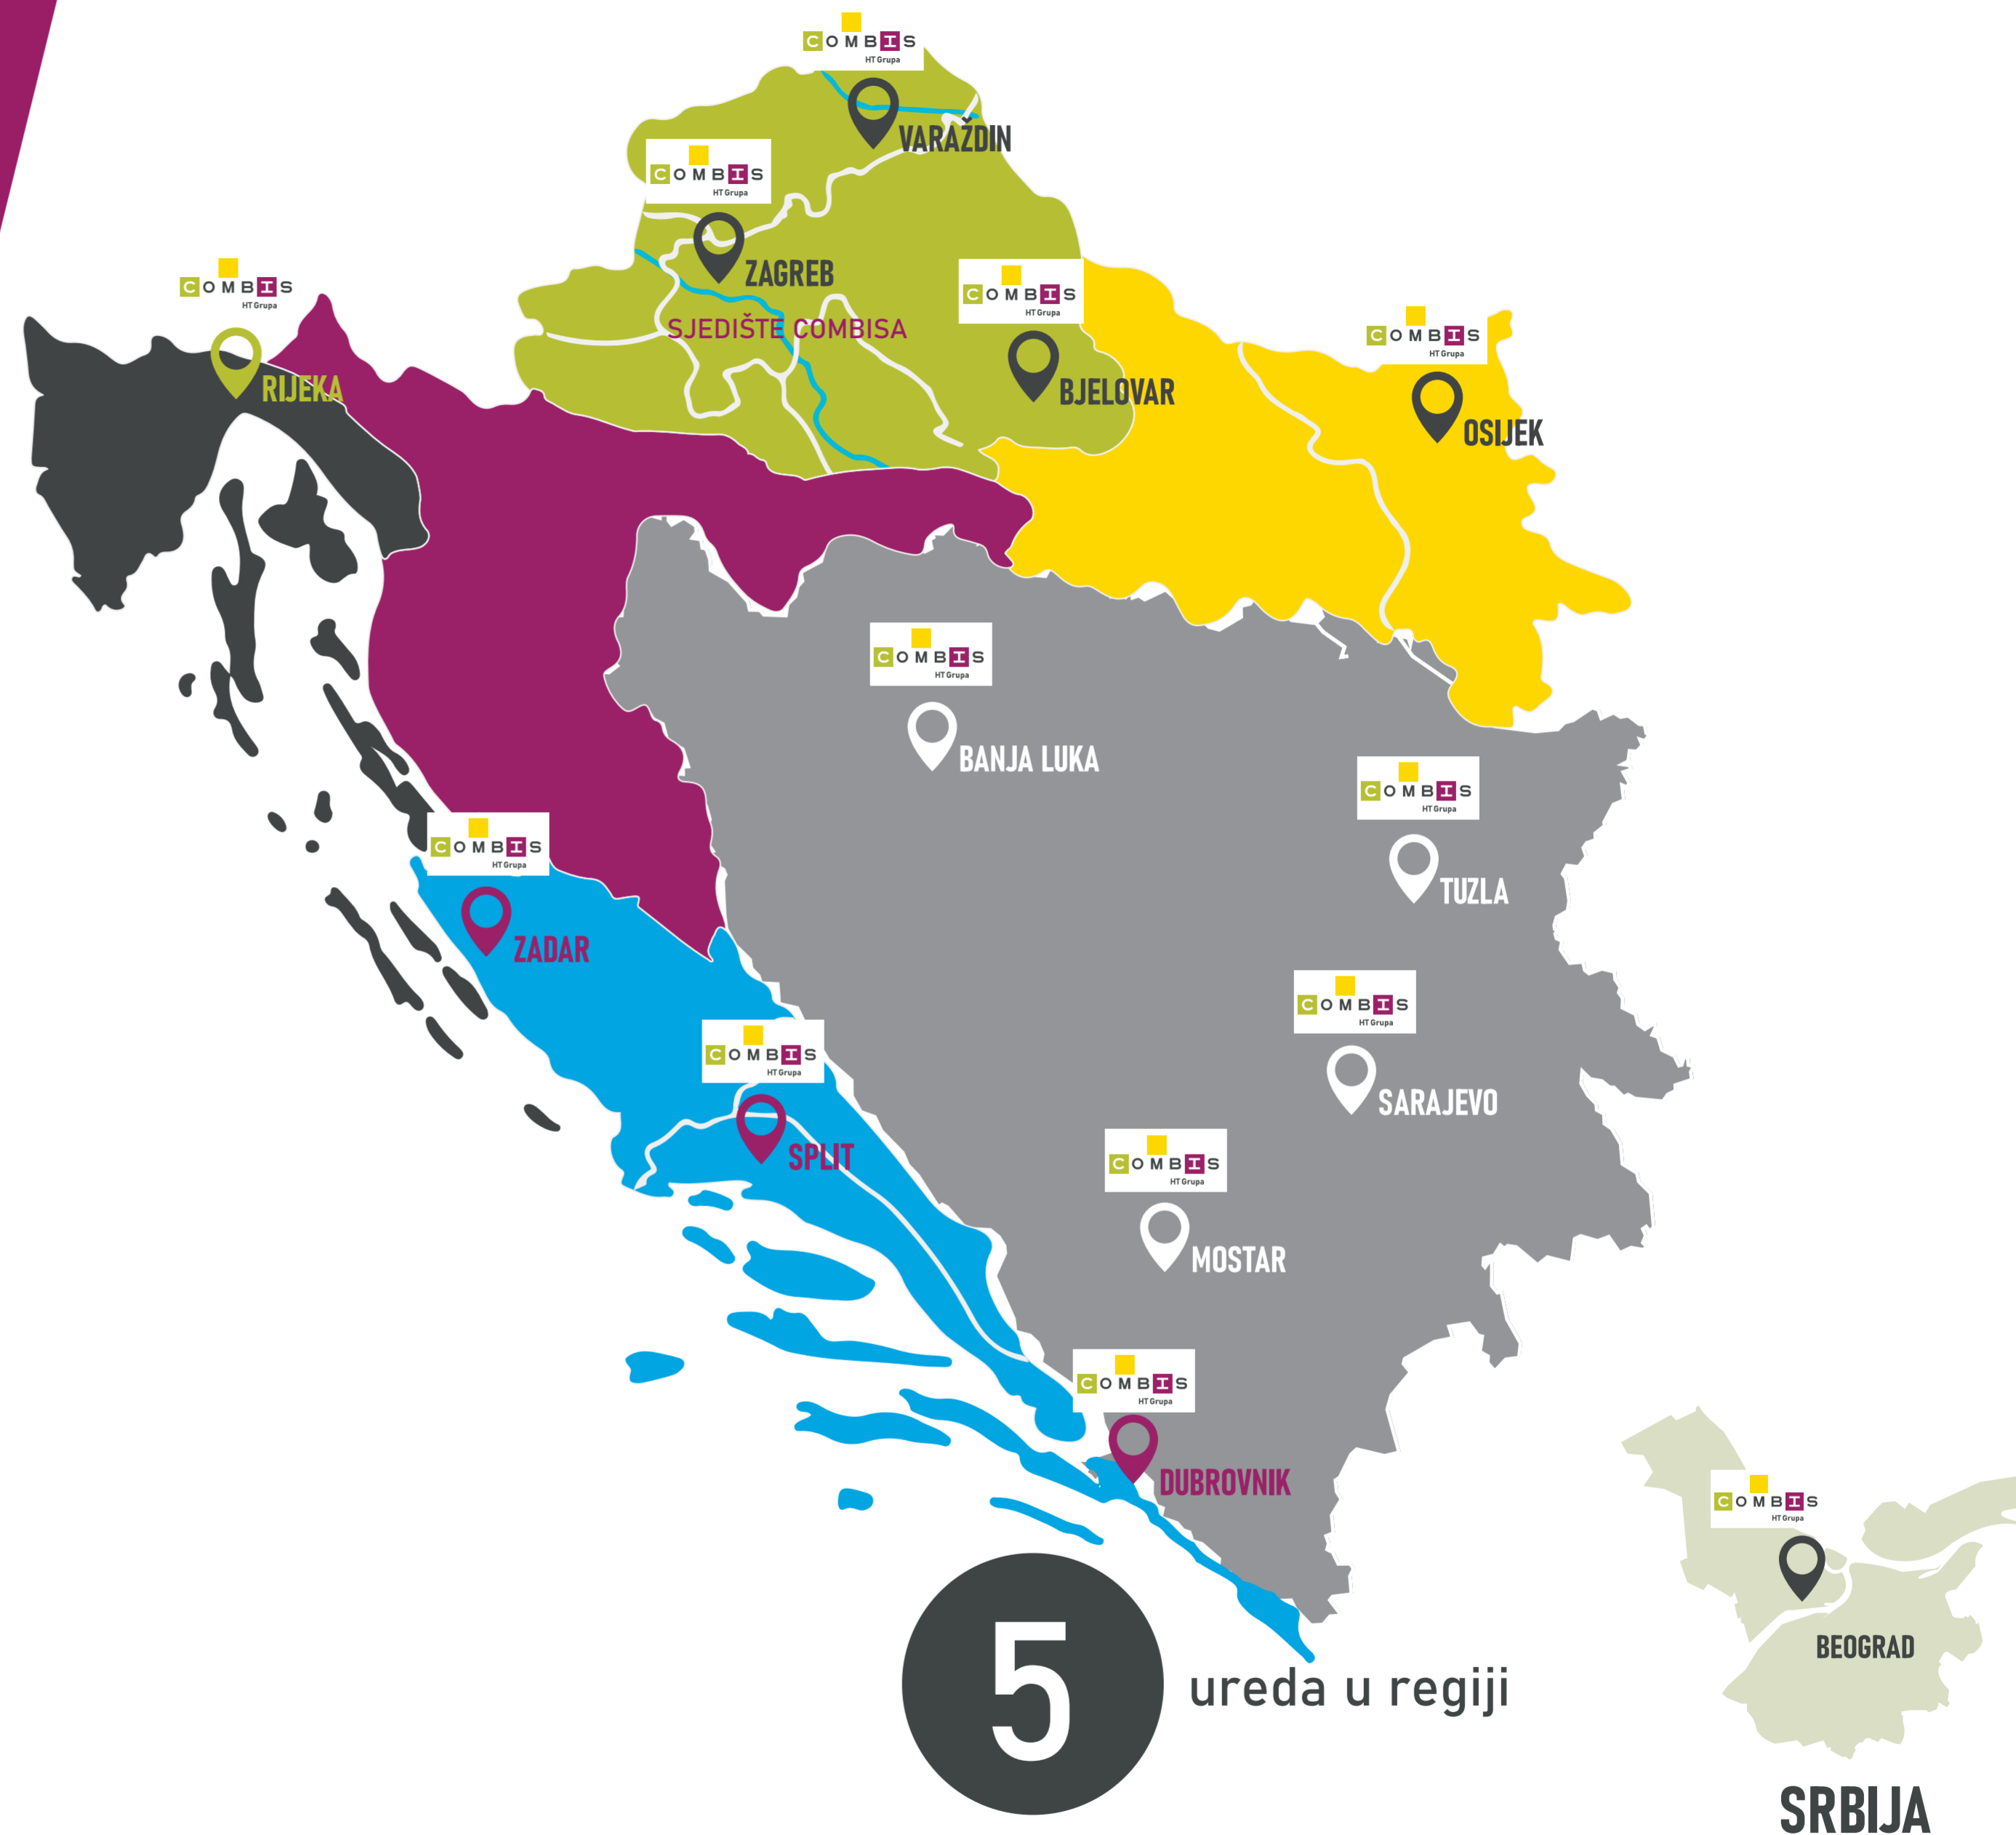 COMBIS
HT Grupa
VARAŽDIN
COMBIS
HT Grupa
ZAGREB
SJEDIŠTE COMBISA
COMBIS
HT Grupa
RIJEKA
COMBIS
HT Grupa
BJELOVAR
COMBIS
HT Grupa
OSIJEK
COMBIS
HT Grupa
BANJA LUKA
COMBIS
HT Grupa
TUZLA
COMBIS
HT Grupa
ZADAR
COMBIS
HT Grupa
SARAJEVO
COMBIS
HT Grupa
SPLIT
COMBIS
HT Grupa
MOSTAR
COMBIS
HT Grupa
DUBROVNIK
COMBIS
HT Grupa
BEOGRAD
5
ureda u regiji
SRBIJA